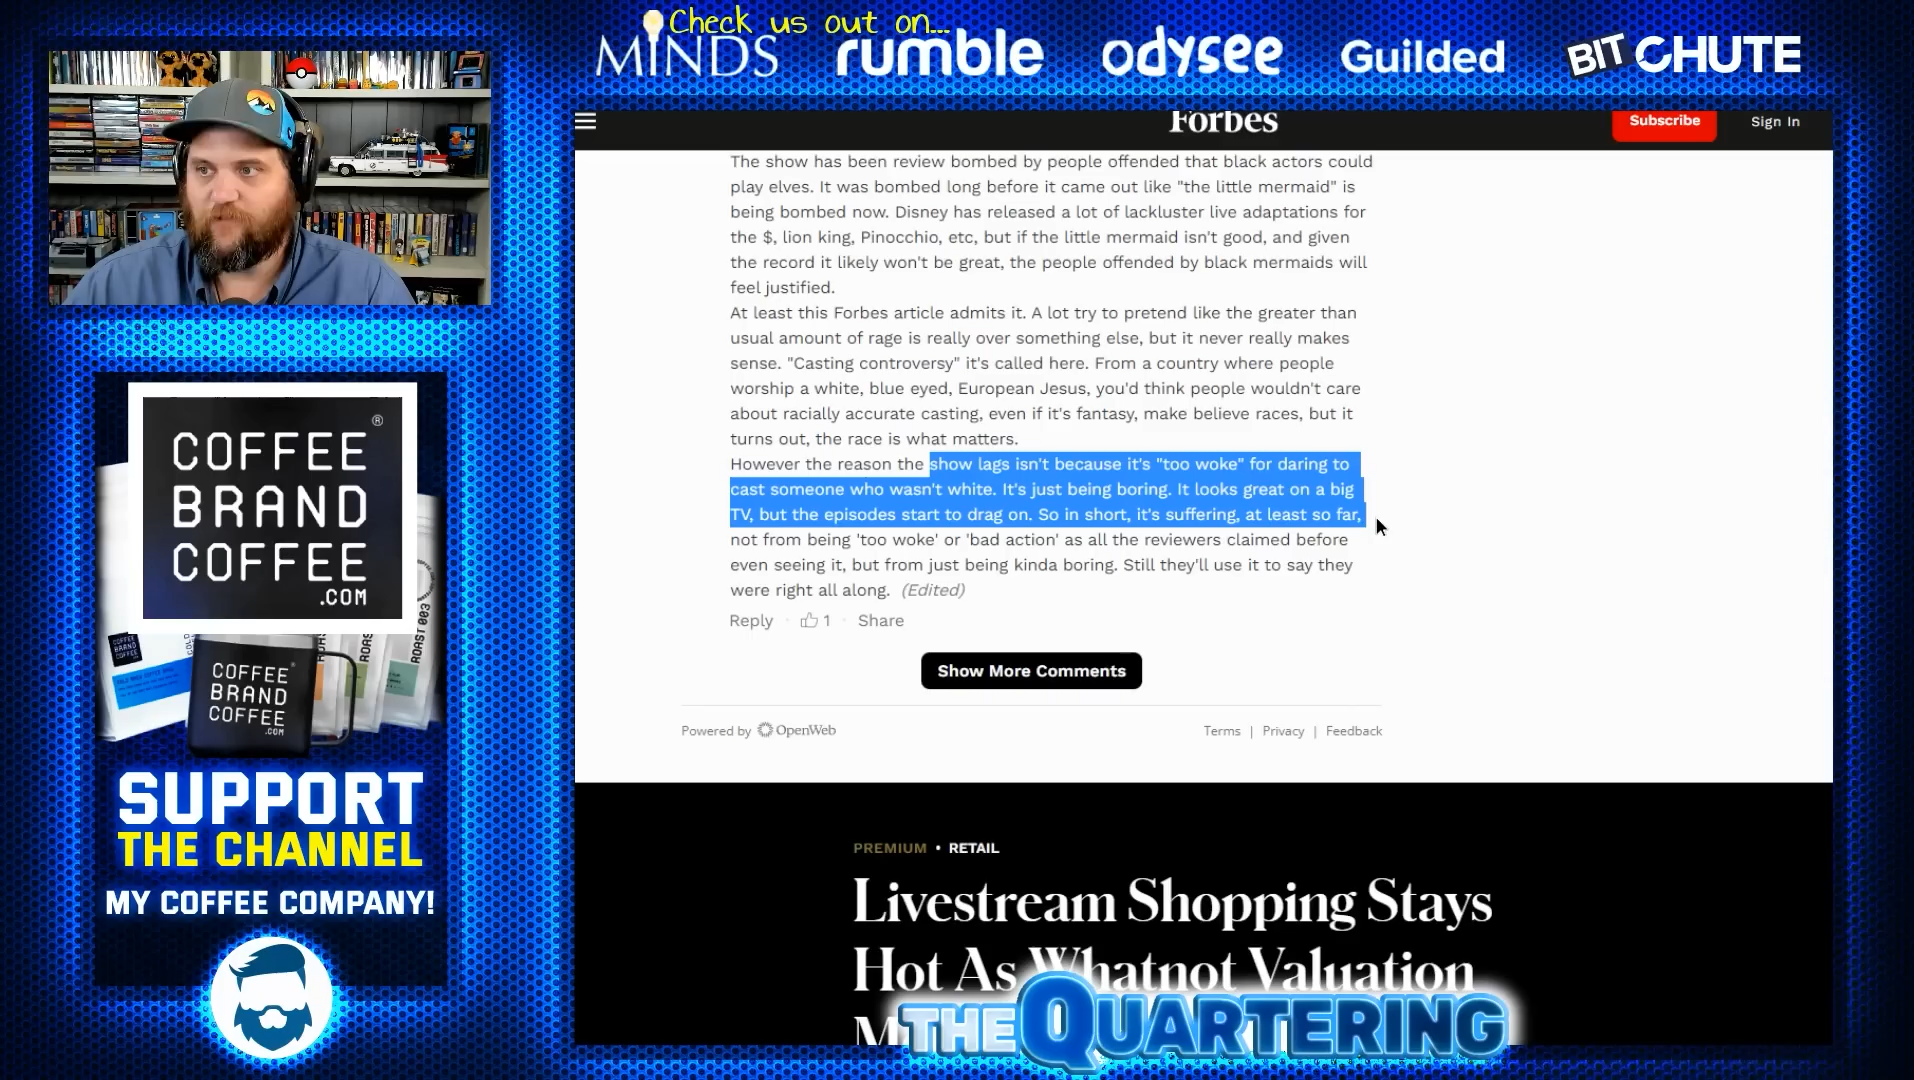 Check us out on...
MINDS
rumble
odysee
Guilded
BITCHUTE
Forbes
Subscribe
Sign In
The show has been review bombed by people offended that black actors could
play elves. It was bombed long before it came out like "the little mermaid" is
being bombed now. Disney has released a lot of lackluster live adaptations for
the $, lion king, Pinocchio, etc, but if the little mermaid isn't good, and given
the record it likely won't be great, the people offended by black mermaids will
feel justified.
At least this Forbes article admits it. A lot try to pretend like the greater than
usual amount of rage is really over something else, but it never really makes
sense. "Casting controversy" it's called here. From a country where people
worship a white, blue eyed, European Jesus, you'd think people wouldn't care
about racially accurate casting, even if it's fantasy, make believe races, but it
turns out, the race is what matters.
However the reason the show lags isn't because it's "too woke" for daring to
cast someone who wasn't white. It's just being boring. It looks great on a big
TV, but the episodes start to drag on. So in short, it's suffering, at least so far,
not from being 'too woke' or 'bad action' as all the reviewers claimed before
even seeing it, but from just being kinda boring. Still they'll use it to say they
were right all along. (Edited)
Reply · 1 · Share
Show More Comments
Powered by OpenWeb
Terms | Privacy | Feedback
PREMIUM • RETAIL
Livestream Shopping Stays
Hot As Whatnot Valuation
THE QUARTERING
COFFEE
BRAND
COFFEE
.COM
®
ROAST 003
COFFEE
BRAND
COFFEE
.COM
SUPPORT
THE CHANNEL
MY COFFEE COMPANY!